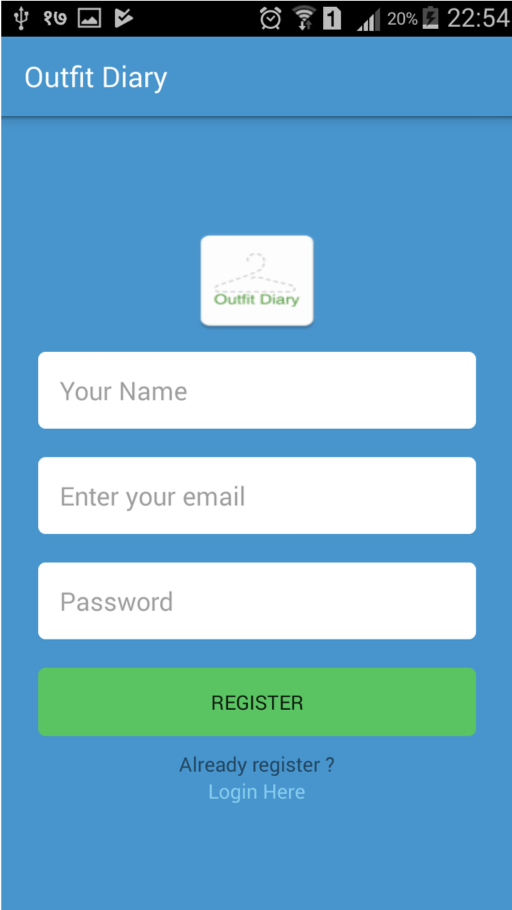 १७ 1 20% 22:54
Outfit Diary
Outfit Diary
Your Name
Enter your email
Password
REGISTER
Already register ?
Login Here